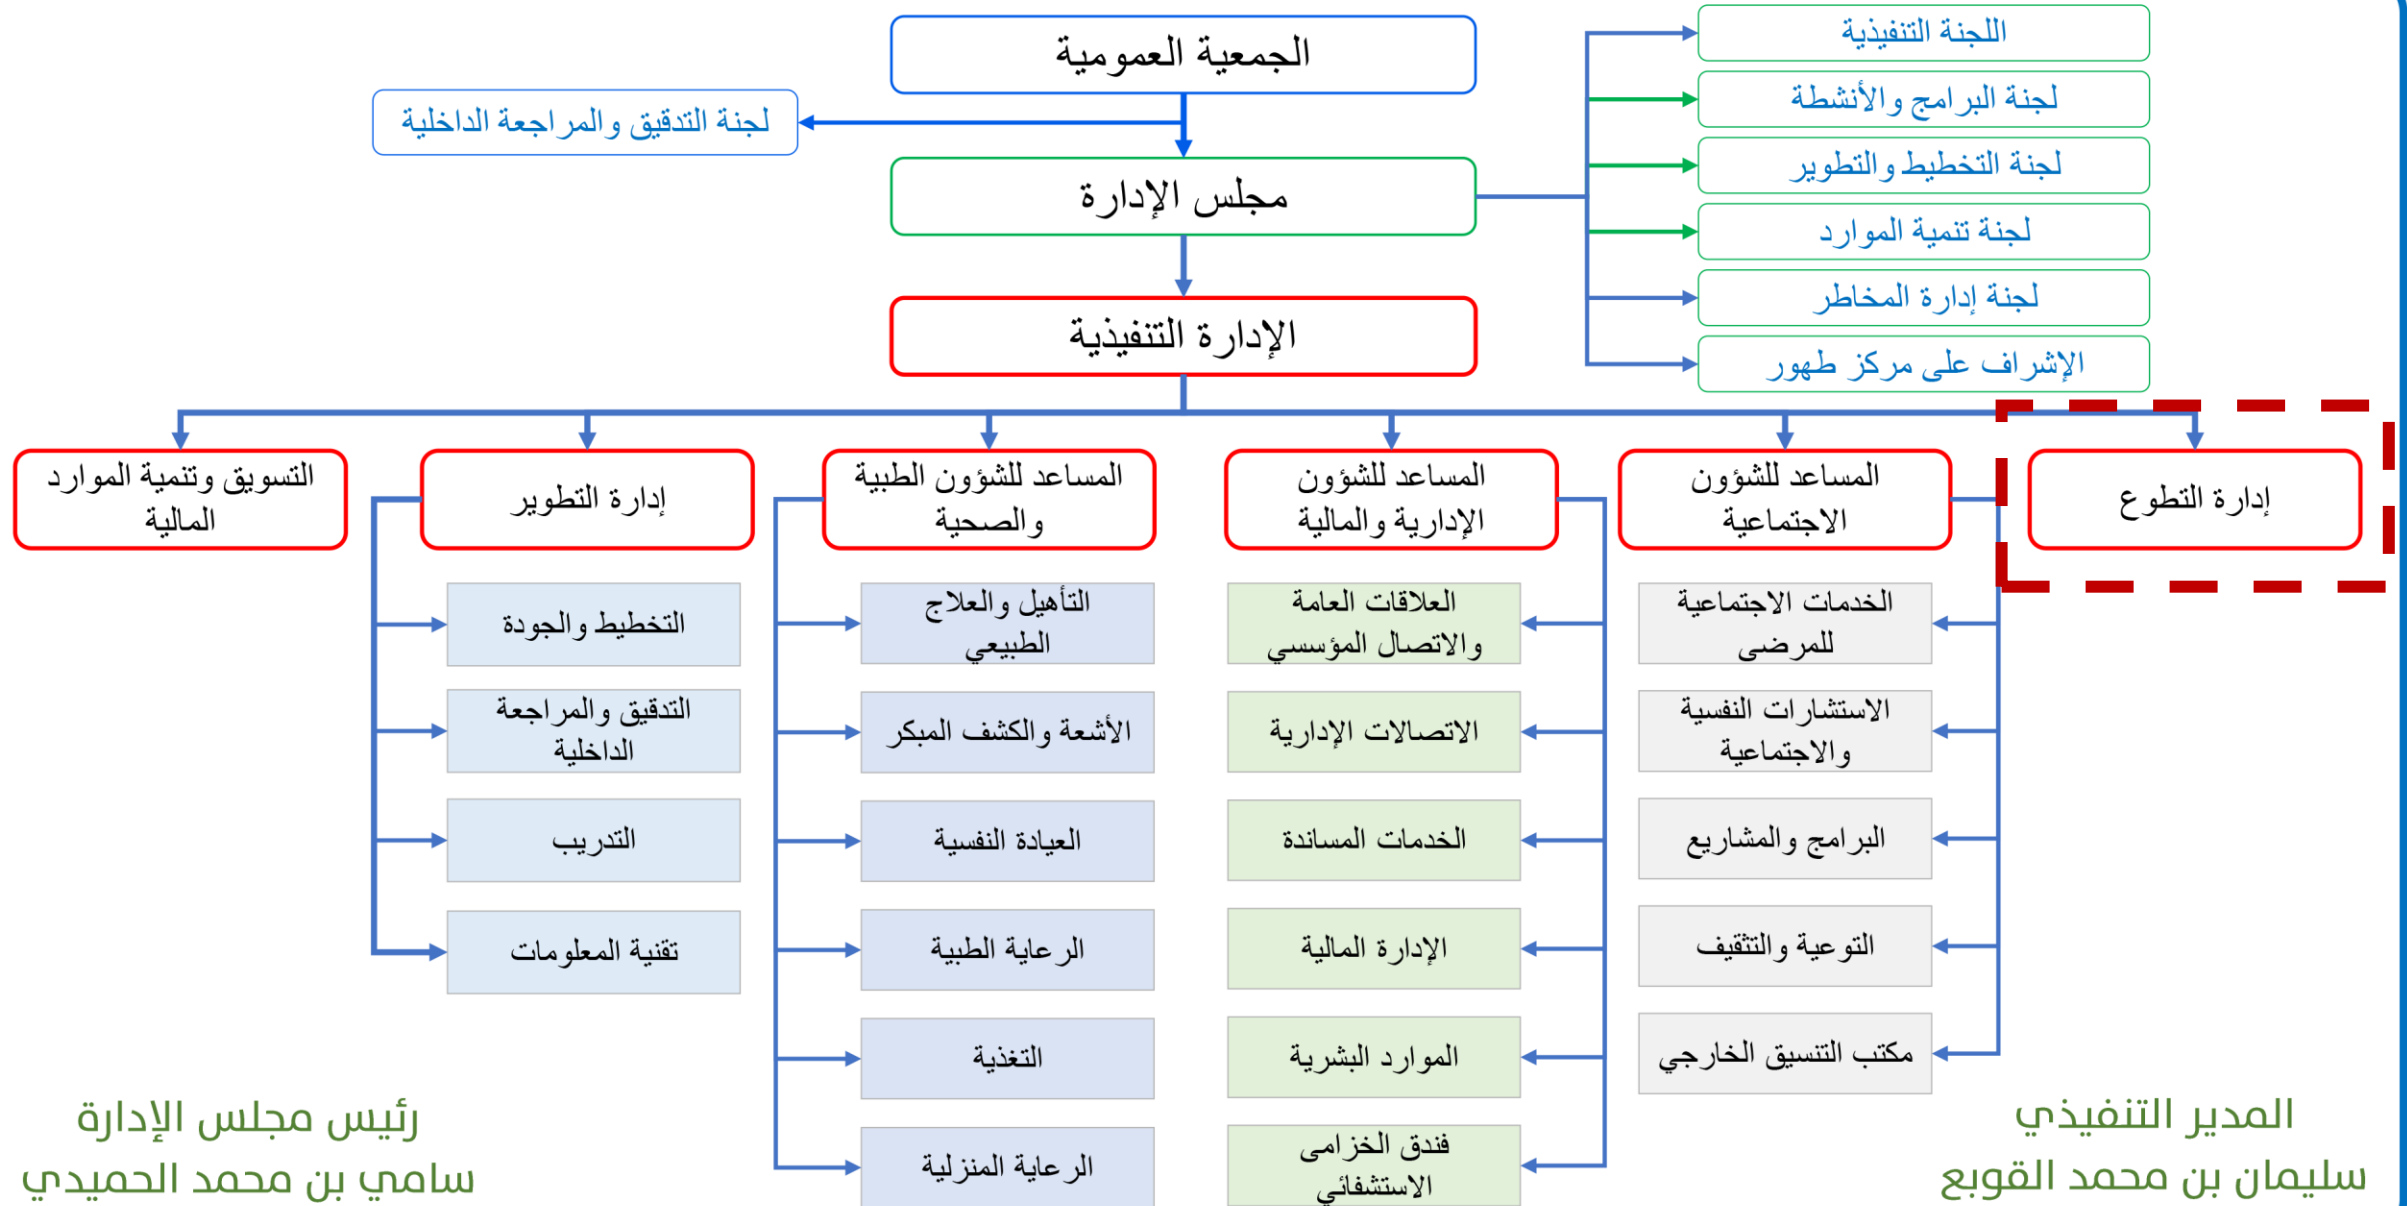 الجمعية العمومية
لجنة التدقيق والمراجعة الداخلية
مجلس الإدارة
الإدارة التنفيذية
اللجنة التنفيذية
لجنة البرامج والأنشطة
لجنة التخطيط والتطوير
لجنة تنمية الموارد
لجنة إدارة المخاطر
الإشراف على مركز طهور
إدارة التطوع
المساعد للشؤون
الاجتماعية
الخدمات الاجتماعية
للمرضى
الاستشارات النفسية
والاجتماعية
البرامج والمشاريع
التوعية والتثقيف
مكتب التنسيق الخارجي
المساعد للشؤون
الإدارية والمالية
العلاقات العامة
والاتصال المؤسسي
الاتصالات الإدارية
الخدمات المساندة
الإدارة المالية
الموارد البشرية
فندق الخزامى
الاستشفائي
المساعد للشؤون الطبية
والصحية
التأهيل والعلاج
الطبيعي
الأشعة والكشف المبكر
العيادة النفسية
الرعاية الطبية
التغذية
الرعاية المنزلية
إدارة التطوير
التخطيط والجودة
التدقيق والمراجعة
الداخلية
التدريب
تقنية المعلومات
التسويق وتنمية الموارد
المالية
المدير التنفيذي
سليمان بن محمد القوبع
رئيس مجلس الإدارة
سامي بن محمد الحميدي